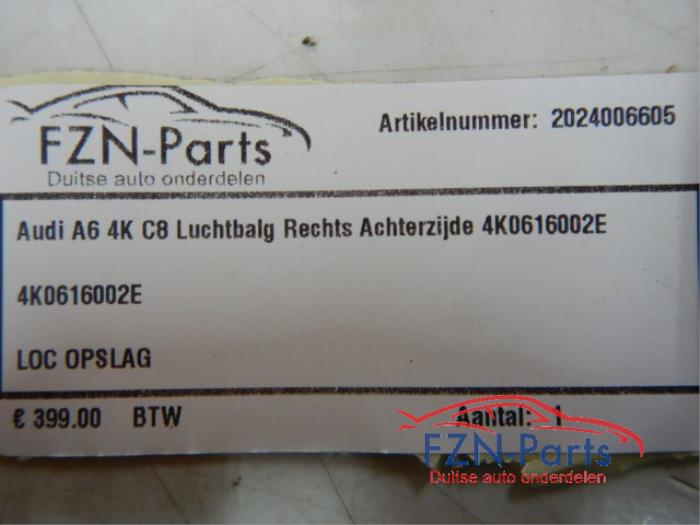 FZN-Parts
Duitse auto onderdelen
Artikelnummer: 2024006605
Audi A6 4K C8 Luchtbalg Rechts Achterzijde 4K0616002E
4K0616002E
LOC OPSLAG
€ 399.00 BTW Aantal: 1
FZN-Parts
Duitse auto onderdelen